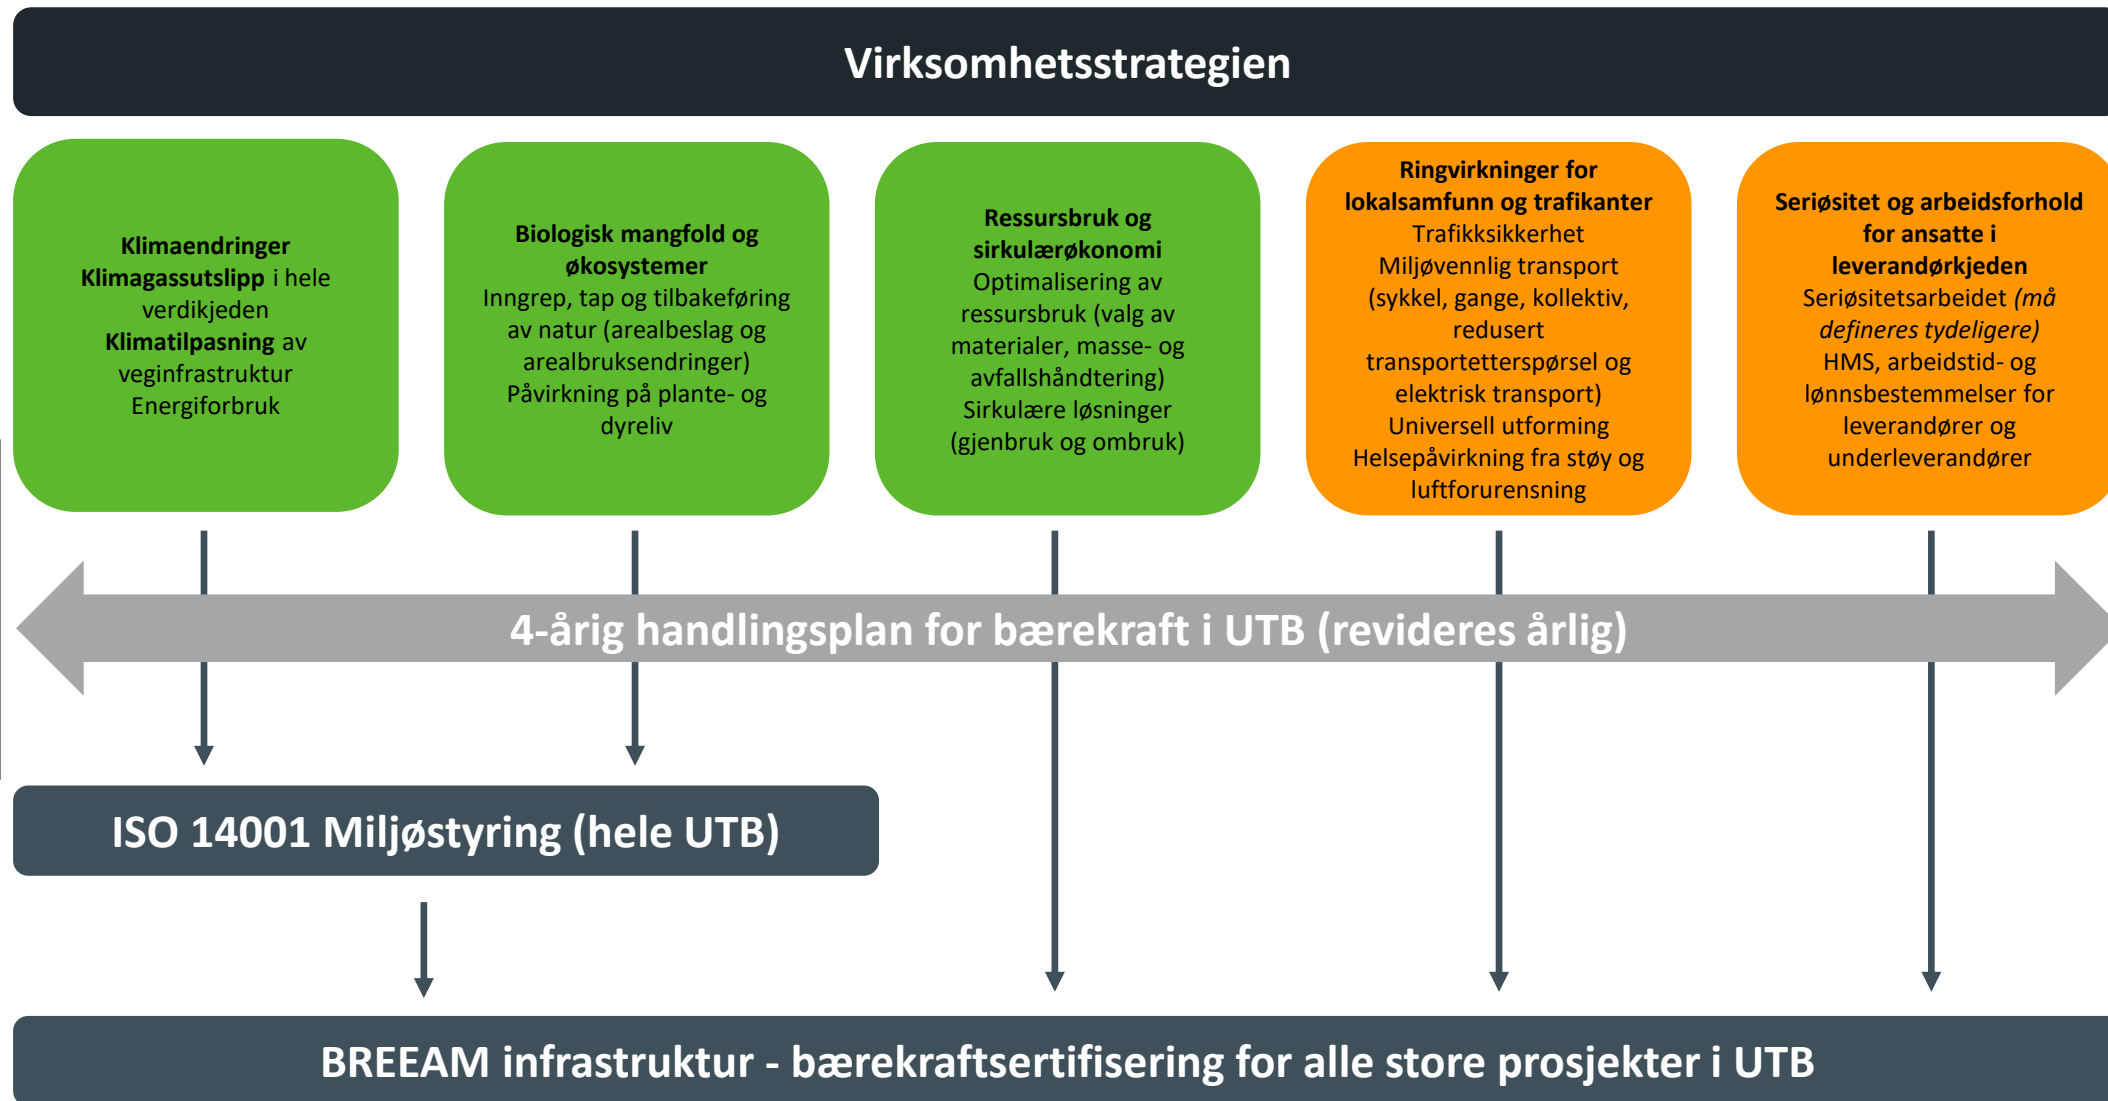 Virksomhetsstrategien
Klimaendringer
Klimagassutslipp i hele
verdikjeden
Klimatilpasning av
veginfrastruktur
Energiforbruk
Biologisk mangfold og
økosystemer
Inngrep, tap og tilbakeføring
av natur (arealbeslag og
arealbruksendringer)
Påvirkning på plante- og
dyreliv
Ressursbruk og
sirkulærøkonomi
Optimalisering av
ressursbruk (valg av
materialer, masse- og
avfallshåndtering)
Sirkulære løsninger
(gjenbruk og ombruk)
Ringvirkninger for
lokalsamfunn og trafikanter
Trafikksikkerhet
Miljøvennlig transport
(sykkel, gange, kollektiv,
redusert
transportetterspørsel og
elektrisk transport)
Universell utforming
Helsepåvirkning fra støy og
luftforurensning
Seriøsitet og arbeidsforhold
for ansatte i
leverandørkjeden
Seriøsitetsarbeidet (må
defineres tydeligere)
HMS, arbeidstid- og
lønnsbestemmelser for
leverandører og
underleverandører
4-årig handlingsplan for bærekraft i UTB (revideres årlig)
ISO 14001 Miljøstyring (hele UTB)
BREEAM infrastruktur - bærekraftsertifisering for alle store prosjekter i UTB